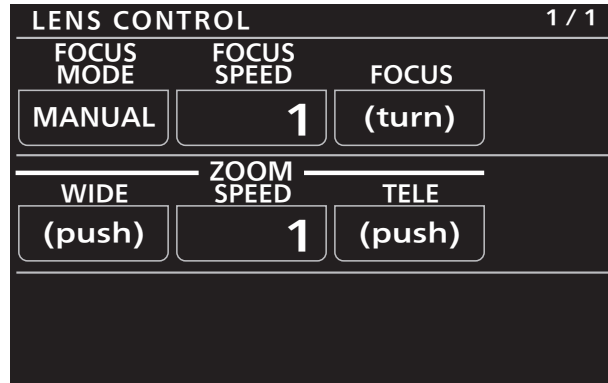 LENS CONTROL 1/1
FOCUS MODE FOCUS SPEED FOCUS
MANUAL 1 (turn)
ZOOM
WIDE SPEED TELE
(push) 1 (push)